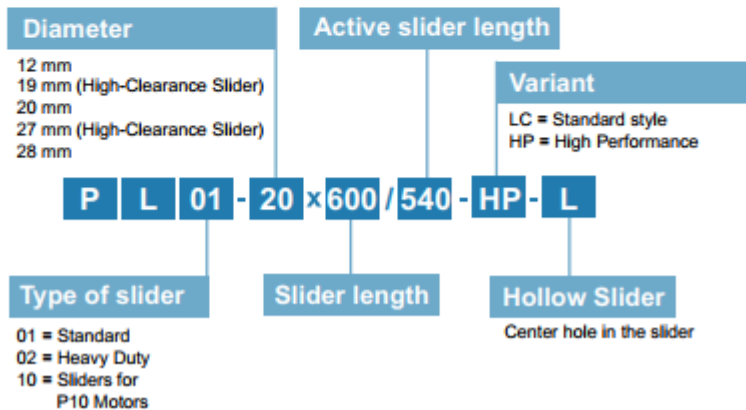 Diameter
12 mm
19 mm (High-Clearance Slider)
20 mm
27 mm (High-Clearance Slider)
28 mm
Active slider length
Variant
LC = Standard style
HP = High Performance
P L 01 - 20 x 600 / 540 - HP - L
Type of slider
01 = Standard
02 = Heavy Duty
10 = Sliders for
P10 Motors
Slider length
Hollow Slider
Center hole in the slider